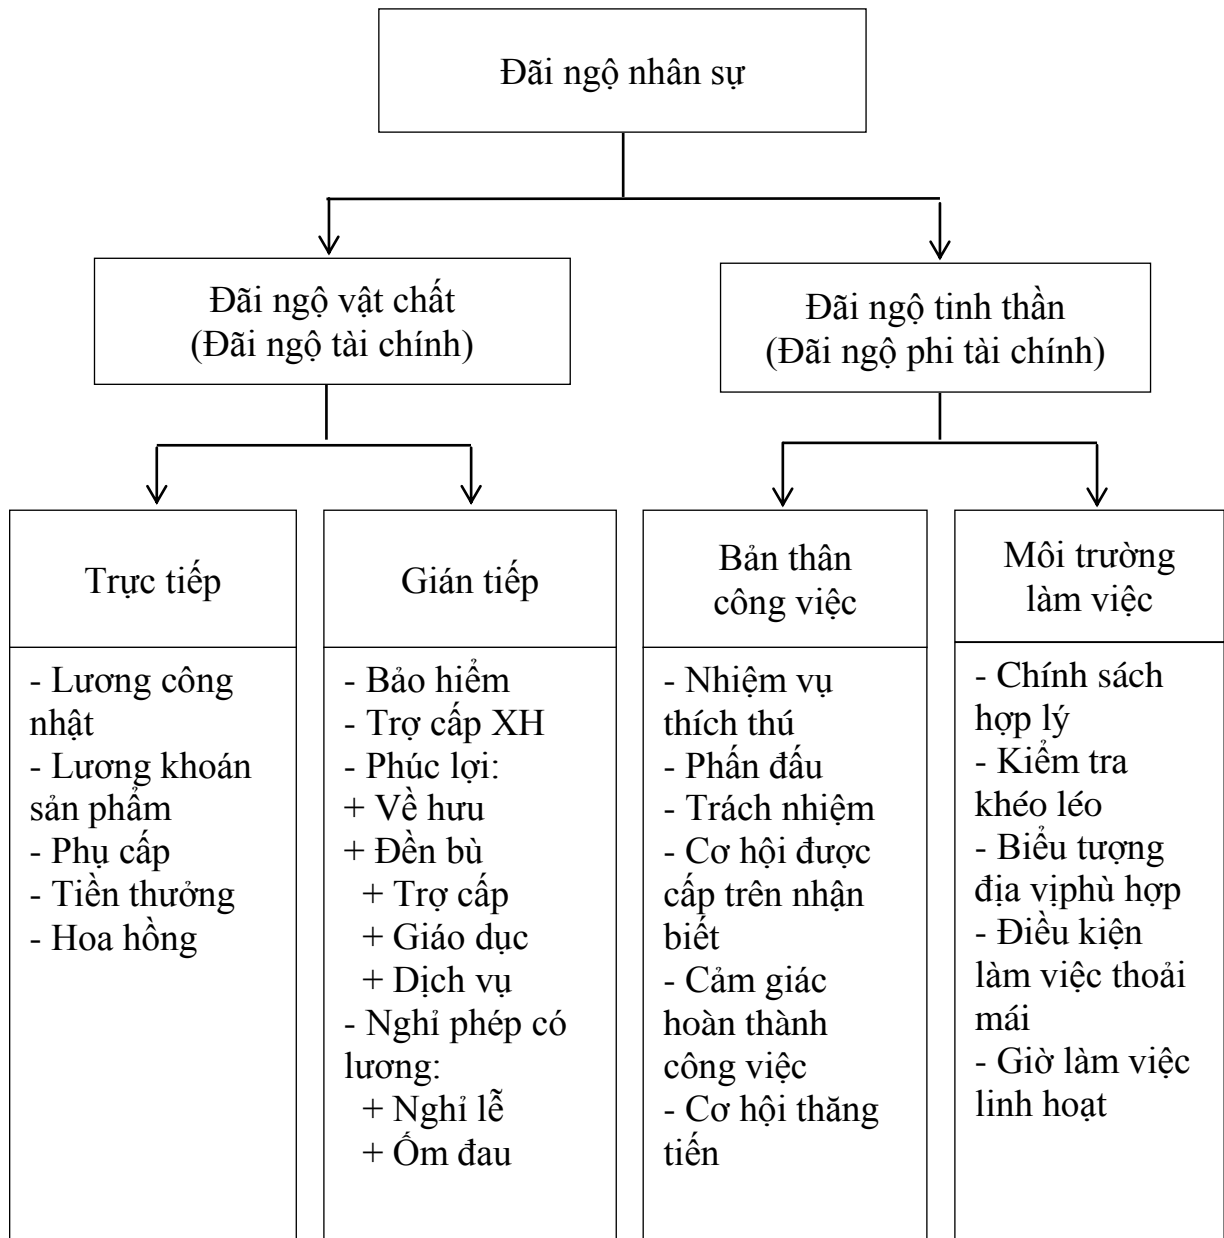 Đãi ngộ nhân sự
Đãi ngộ vật chất
(Đãi ngộ tài chính)
Đãi ngộ tinh thần
(Đãi ngộ phi tài chính)
Trực tiếp
- Lương công
nhật
- Lương khoán
sản phẩm
- Phụ cấp
- Tiền thưởng
- Hoa hồng
Gián tiếp
- Bảo hiểm
- Trợ cấp XH
- Phúc lợi:
+ Về hưu
+ Đền bù
+ Trợ cấp
+ Giáo dục
+ Dịch vụ
- Nghỉ phép có
lương:
+ Nghỉ lễ
+ Ốm đau
Bản thân
công việc
- Nhiệm vụ
thích thú
- Phấn đấu
- Trách nhiệm
- Cơ hội được
cấp trên nhận
biết
- Cảm giác
hoàn thành
công việc
- Cơ hội thăng
tiến
Môi trường
làm việc
- Chính sách
hợp lý
- Kiểm tra
khéo léo
- Biểu tượng
địa vịphù hợp
- Điều kiện
làm việc thoải
mái
- Giờ làm việc
linh hoạt